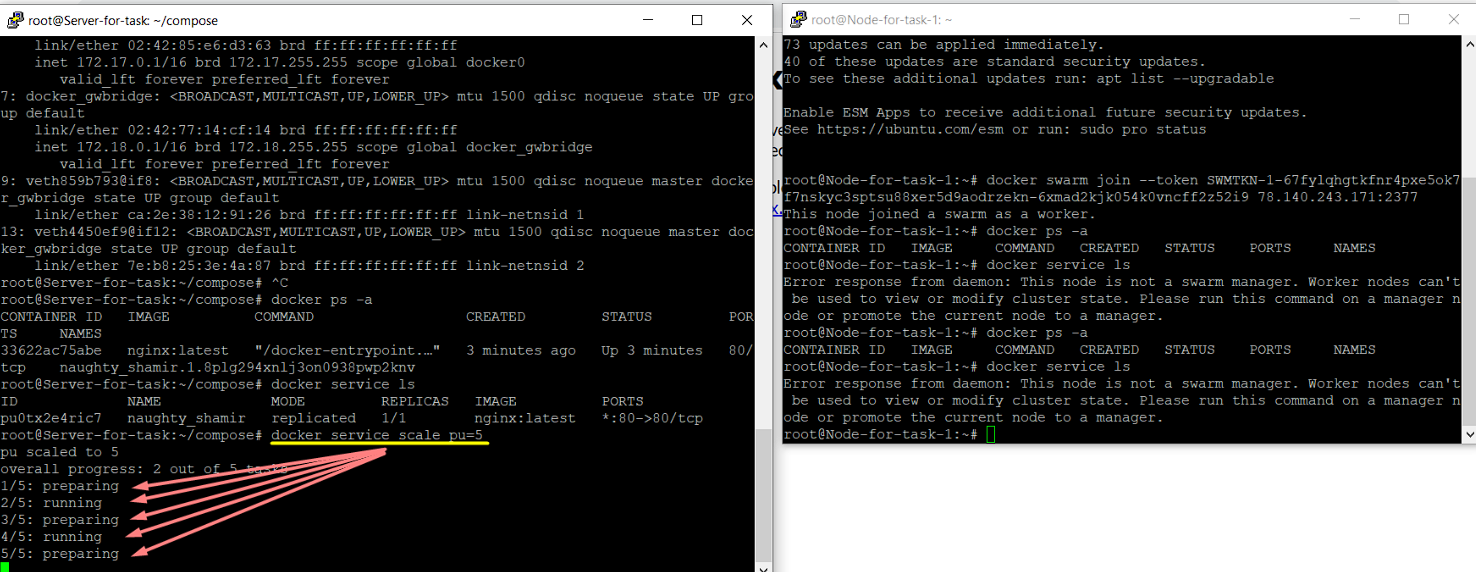 root@Server-for-task: ~/compose
link/ether 02:42:85:e6:d3:63 brd ff:ff:ff:ff:ff:ff
inet 172.17.0.1/16 brd 172.17.255.255 scope global docker0
valid_lft forever preferred_lft forever
7: docker_gwbridge: <BROADCAST,MULTICAST,UP,LOWER_UP> mtu 1500 qdisc noqueue state UP gro
up default
link/ether 02:42:77:14:cf:14 brd ff:ff:ff:ff:ff:ff
inet 172.18.0.1/16 brd 172.18.255.255 scope global docker_gwbridge
valid_lft forever preferred_lft forever
9: veth859b793@if8: <BROADCAST,MULTICAST,UP,LOWER_UP> mtu 1500 qdisc noqueue master docke
r_gwbridge state UP group default
link/ether ca:2e:38:12:91:26 brd ff:ff:ff:ff:ff:ff link-netnsid 1
13: veth4450ef9@if12: <BROADCAST,MULTICAST,UP,LOWER_UP> mtu 1500 qdisc noqueue master doc
ker_gwbridge state UP group default
link/ether 7e:b8:25:3e:4a:87 brd ff:ff:ff:ff:ff:ff link-netnsid 2
root@Server-for-task:~/compose# ^C
root@Server-for-task:~/compose# docker ps -a
CONTAINER ID IMAGE COMMAND CREATED STATUS POR
TS NAMES
33622ac75abe nginx:latest "/docker-entrypoint.…" 3 minutes ago Up 3 minutes 80/
tcp naughty_shamir.1.8plg294xnlj3on0938pwp2knv
root@Server-for-task:~/compose# docker service ls
ID NAME MODE REPLICAS IMAGE PORTS
pu0tx2e4ric7 naughty_shamir replicated 1/1 nginx:latest *:80->80/tcp
root@Server-for-task:~/compose# docker service scale pu=5
pu scaled to 5
overall progress: 2 out of 5 tasks
1/5: preparing
2/5: running
3/5: preparing
4/5: running
5/5: preparing
root@Node-for-task-1: ~
73 updates can be applied immediately.
40 of these updates are standard security updates.
To see these additional updates run: apt list --upgradable
Enable ESM Apps to receive additional future security updates.
See https://ubuntu.com/esm or run: sudo pro status
root@Node-for-task-1:~# docker swarm join --token SWMTKN-1-67fylqhgtkfnr4pxe5ok7
f7nskyc3sptsu88xer5d9aodrzekn-6xmad2kjk054k0vncff2z52i9 78.140.243.171:2377
This node joined a swarm as a worker.
root@Node-for-task-1:~# docker ps -a
CONTAINER ID IMAGE COMMAND CREATED STATUS PORTS NAMES
root@Node-for-task-1:~# docker service ls
Error response from daemon: This node is not a swarm manager. Worker nodes can't
be used to view or modify cluster state. Please run this command on a manager n
ode or promote the current node to a manager.
root@Node-for-task-1:~# docker ps -a
CONTAINER ID IMAGE COMMAND CREATED STATUS PORTS NAMES
root@Node-for-task-1:~# docker service ls
Error response from daemon: This node is not a swarm manager. Worker nodes can't
be used to view or modify cluster state. Please run this command on a manager n
ode or promote the current node to a manager.
root@Node-for-task-1:~#